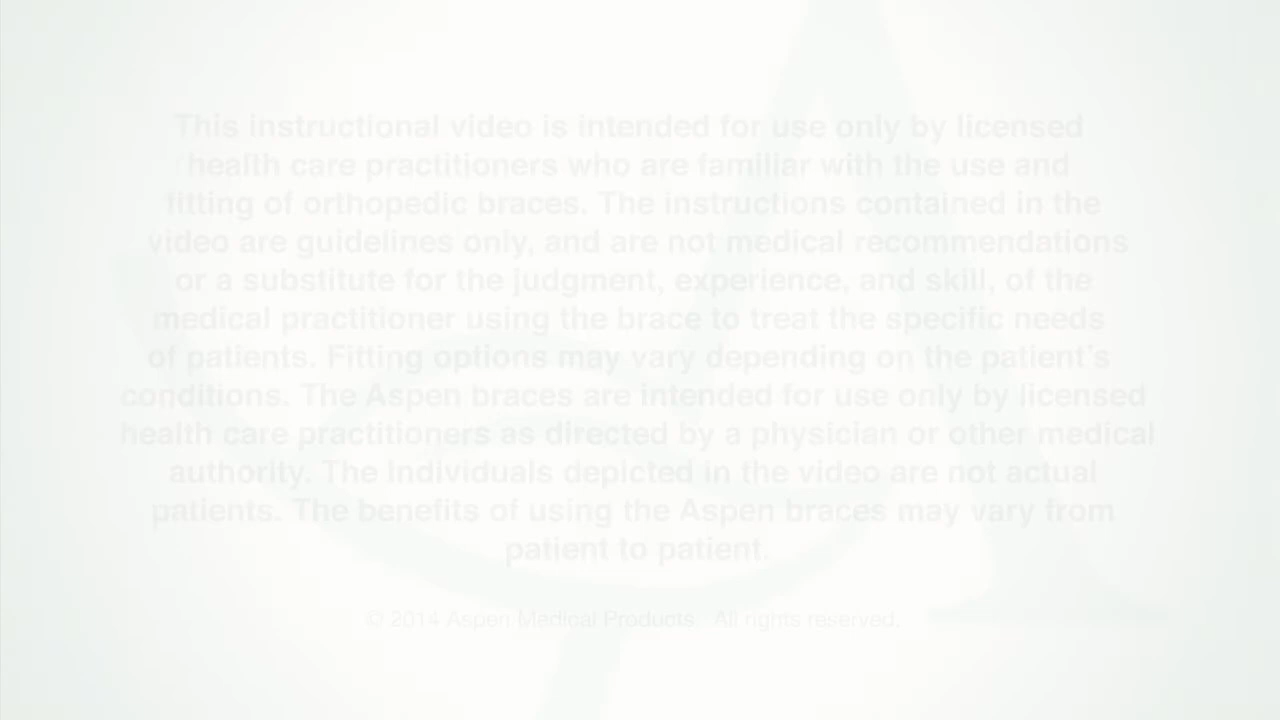 This instructional video is intended for use only by licensed
health care practitioners who are familiar with the use and
fitting of orthopedic braces. The instructions contained in the
video are guidelines only, and are not medical recommendations
or a substitute for the judgment, experience, and skill, of the
medical practitioner using the brace to treat the specific needs
of patients. Fitting options may vary depending on the patient's
conditions. The Aspen braces are intended for use only by licensed
health care practitioners as directed by a physician or other medical
authority. The individuals depicted in the video are not actual
patients. The benefits of using the Aspen braces may vary from
patient to patient.
© 2014 Aspen Medical Products. All rights reserved.